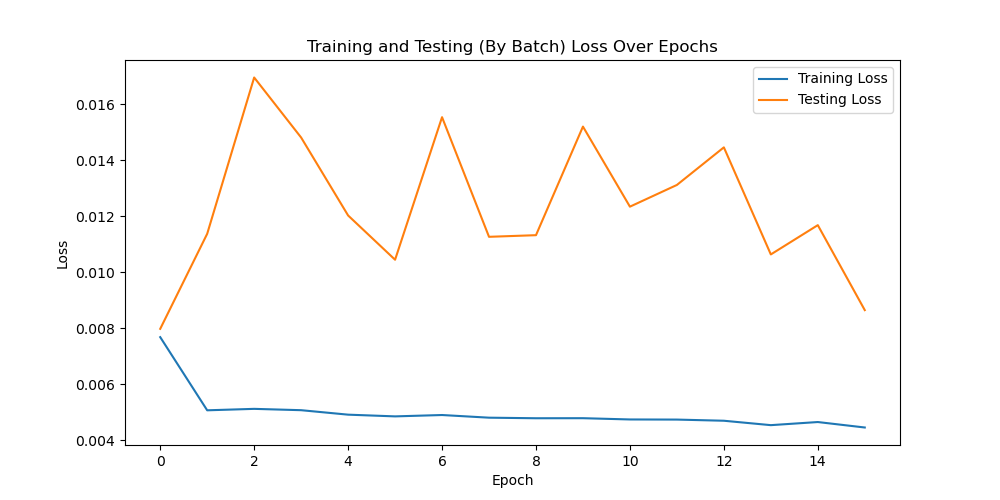 Training and Testing (By Batch) Loss Over Epochs
Training Loss
Testing Loss
0.016
0.014
0.012
0.010
0.008
0.006
0.004
Loss
0 2 4 6 8 10 12 14
Epoch